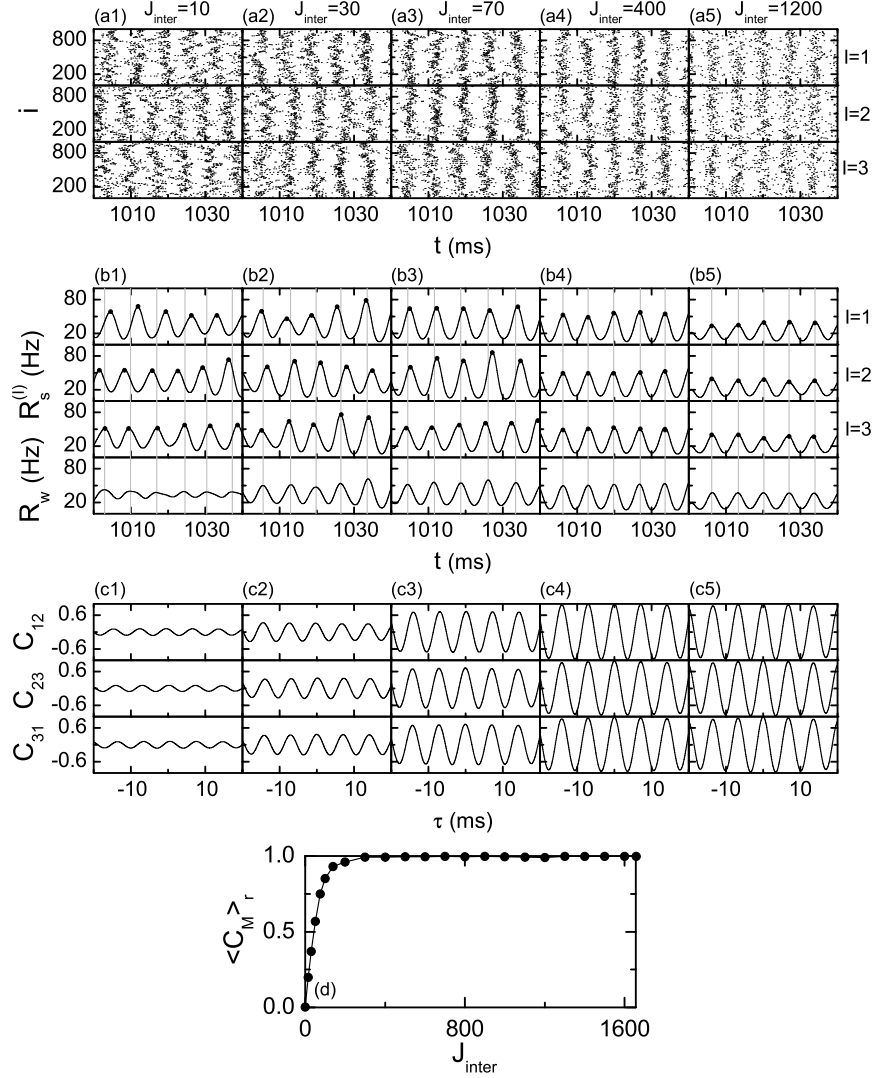 (a1) J_inter=10 (a2) J_inter=30 (a3) J_inter=70 (a4) J_inter=400 (a5) J_inter=1200
800
200
I=1
800
200
I=2
800
200
I=3
i
1010 1030 1010 1030 1010 1030 1010 1030 1010 1030
t (ms)
(b1) (b2) (b3) (b4) (b5)
80
20
I=1
80
20
I=2
80
20
I=3
80
20
R_s^(I) (Hz)
R_w (Hz)
1010 1030 1010 1030 1010 1030 1010 1030 1010 1030
t (ms)
(c1) (c2) (c3) (c4) (c5)
C_12
0.6
-0.6
C_23
0.6
-0.6
C_31
0.6
-0.6
-10 10 -10 10 -10 10 -10 10 -10 10
τ (ms)
1.0
0.5
0.0
<C_M>_r
(d)
0 800 1600
J_inter